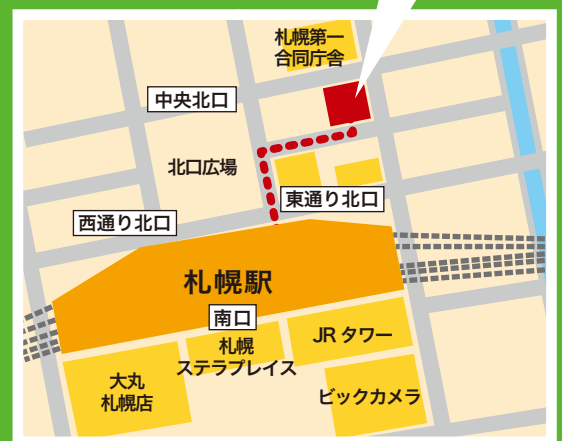 札幌第一
合同庁舎
中央北口
北口広場
東通り北口
西通り北口
札幌駅
南口
札幌
ステラプレイス
JRタワー
大丸
札幌店
ビックカメラ